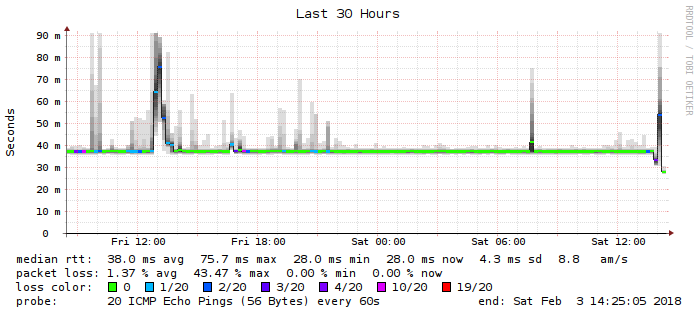 Last 30 Hours
RRDTOOL / TOBI OETIKER
Seconds
90 m
80 m
70 m
60 m
50 m
40 m
30 m
20 m
10 m
0
Fri 12:00 Fri 18:00 Sat 00:00 Sat 06:00 Sat 12:00
median rtt: 38.0 ms avg 75.7 ms max 28.0 ms min 28.0 ms now 4.3 ms sd 8.8 am/s
packet loss: 1.37 % avg 43.47 % max 0.00 % min 0.00 % now
loss color: 0 1/20 2/20 3/20 4/20 10/20 19/20
probe: 20 ICMP Echo Pings (56 Bytes) every 60s end: Sat Feb 3 14:25:05 2018